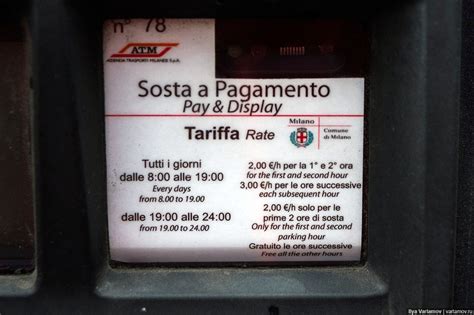 n° 78
ATM
AZIENDA TRASPORTI MILANESI S.p.A.
Sosta a Pagamento
Pay & Display
Tariffa Rate
Milano
Comune
di Milano
Tutti i giorni
dalle 8:00 alle 19:00
Every days
from 8.00 to 19.00
2,00 €/h per la 1° e 2° ora
for the first and second hour
3,00 €/h per le ore successive
each subsequent hour
dalle 19:00 alle 24:00
from 19.00 to 24.00
2,00 €/h solo per le
prime 2 ore di sosta
Only for the first and second
parking hour
Gratuito le ore successive
Free all the other hours
Ilya Varlamov | varlamov.ru